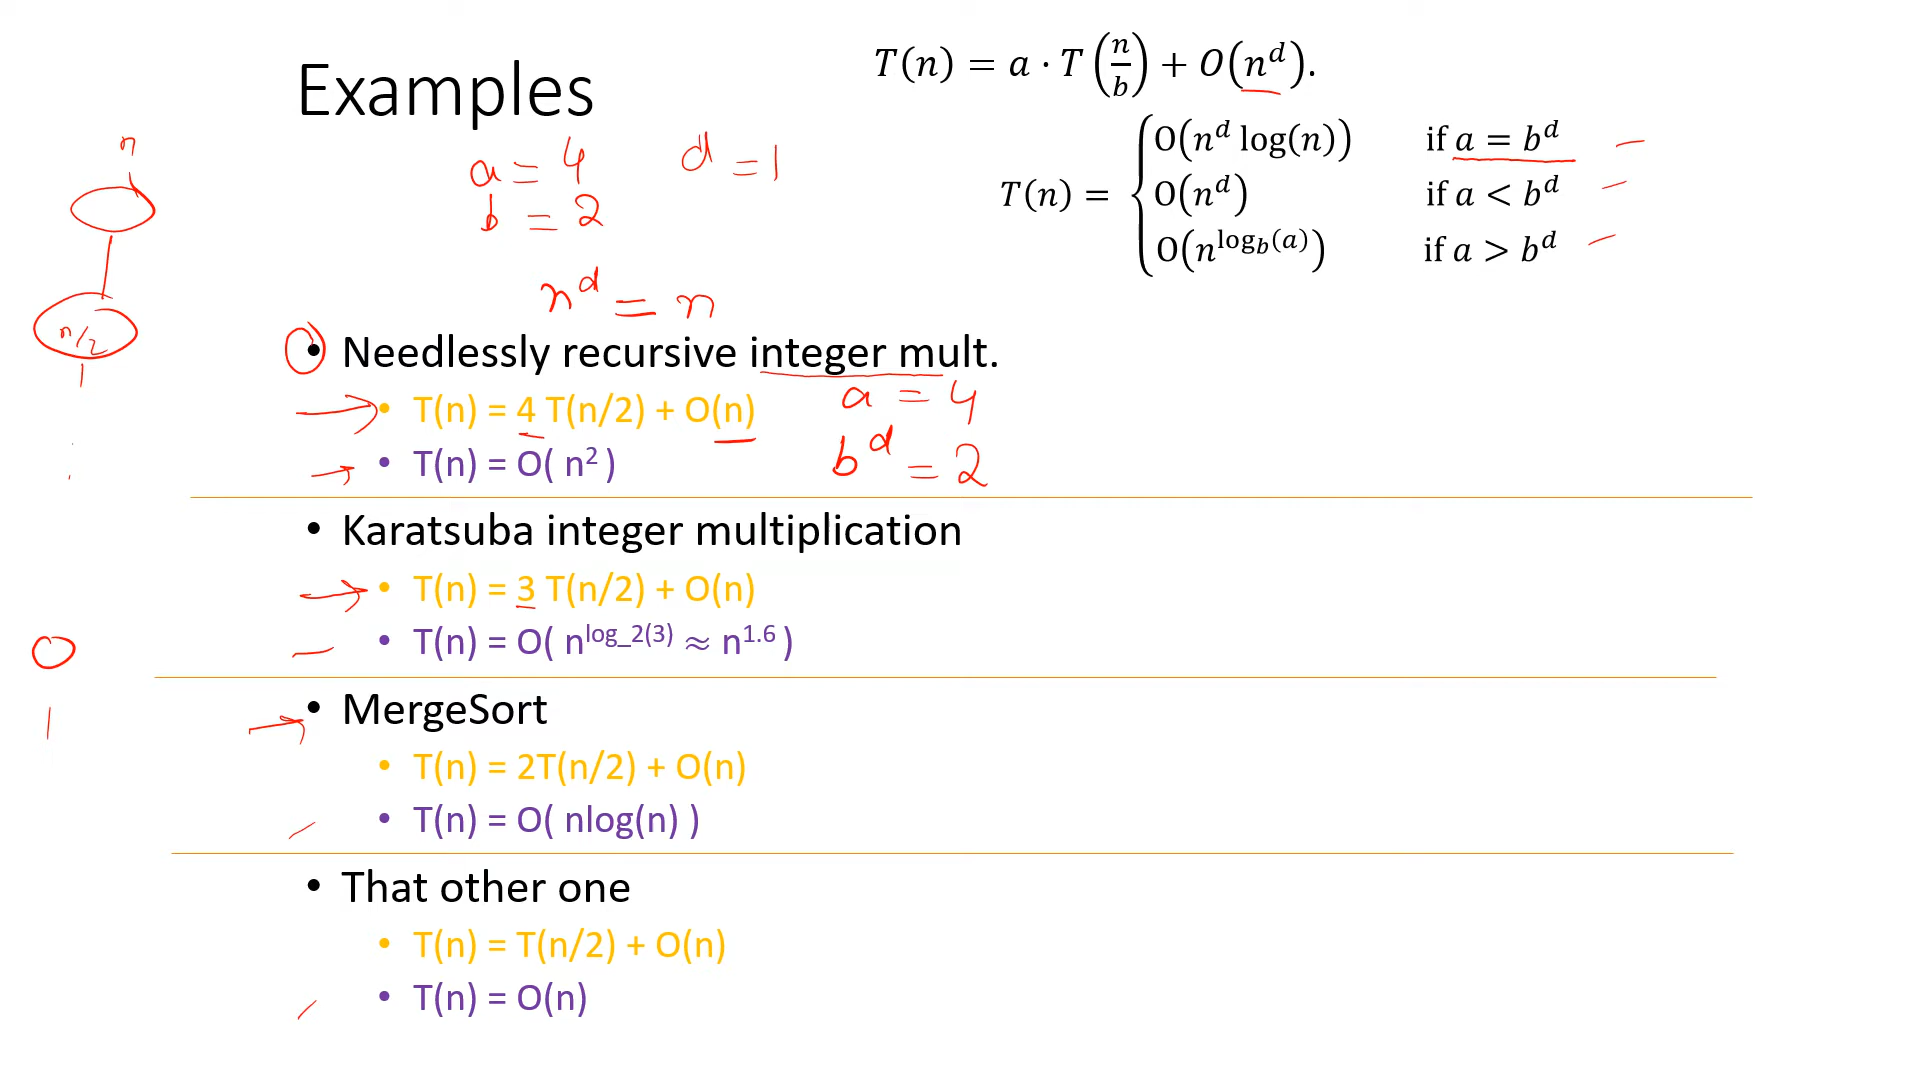 Examples
T(n) = a · T(n/b) + O(n^d).
T(n) = { O(n^d log(n)) if a = b^d
O(n^d) if a < b^d
O(n^{log_b(a)}) if a > b^d
n
n/2
a = 4 d = 1
b = 2
n^d = n
• Needlessly recursive integer mult.
• T(n) = 4 T(n/2) + O(n)
a = 4
• T(n) = O( n^2 )
b^d = 2
• Karatsuba integer multiplication
• T(n) = 3 T(n/2) + O(n)
• T(n) = O( n^{log_2(3)} ≈ n^{1.6} )
• MergeSort
• T(n) = 2T(n/2) + O(n)
• T(n) = O( nlog(n) )
• That other one
• T(n) = T(n/2) + O(n)
• T(n) = O(n)